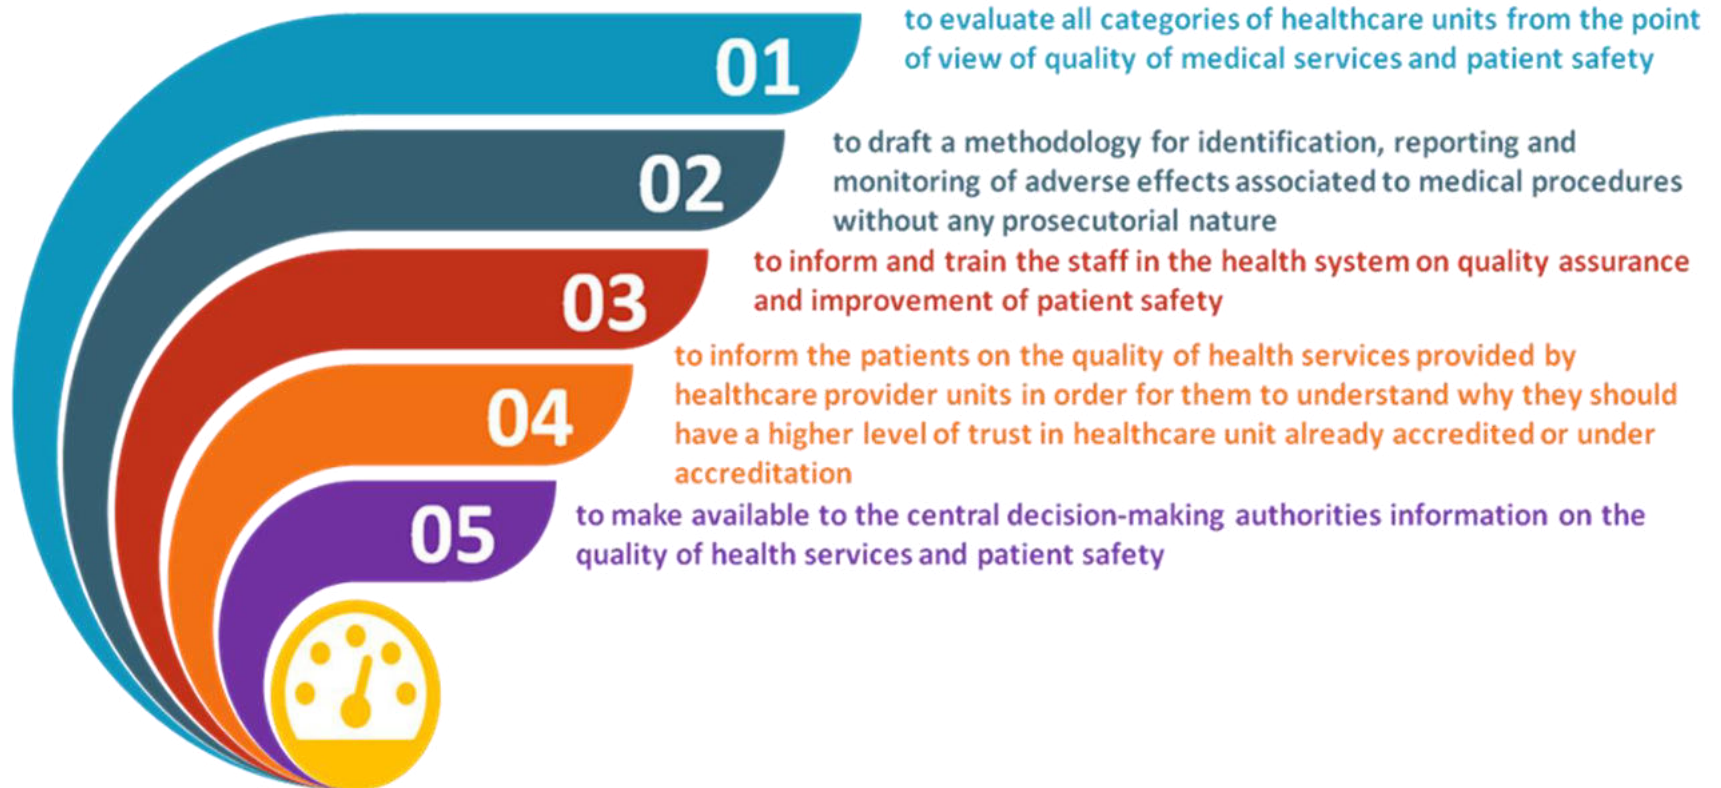 01
to evaluate all categories of healthcare units from the point
of view of quality of medical services and patient safety
02
to draft a methodology for identification, reporting and
monitoring of adverse effects associated to medical procedures
without any prosecutorial nature
03
to inform and train the staff in the health system on quality assurance
and improvement of patient safety
04
to inform the patients on the quality of health services provided by
healthcare provider units in order for them to understand why they should
have a higher level of trust in healthcare unit already accredited or under
accreditation
05
to make available to the central decision-making authorities information on the
quality of health services and patient safety